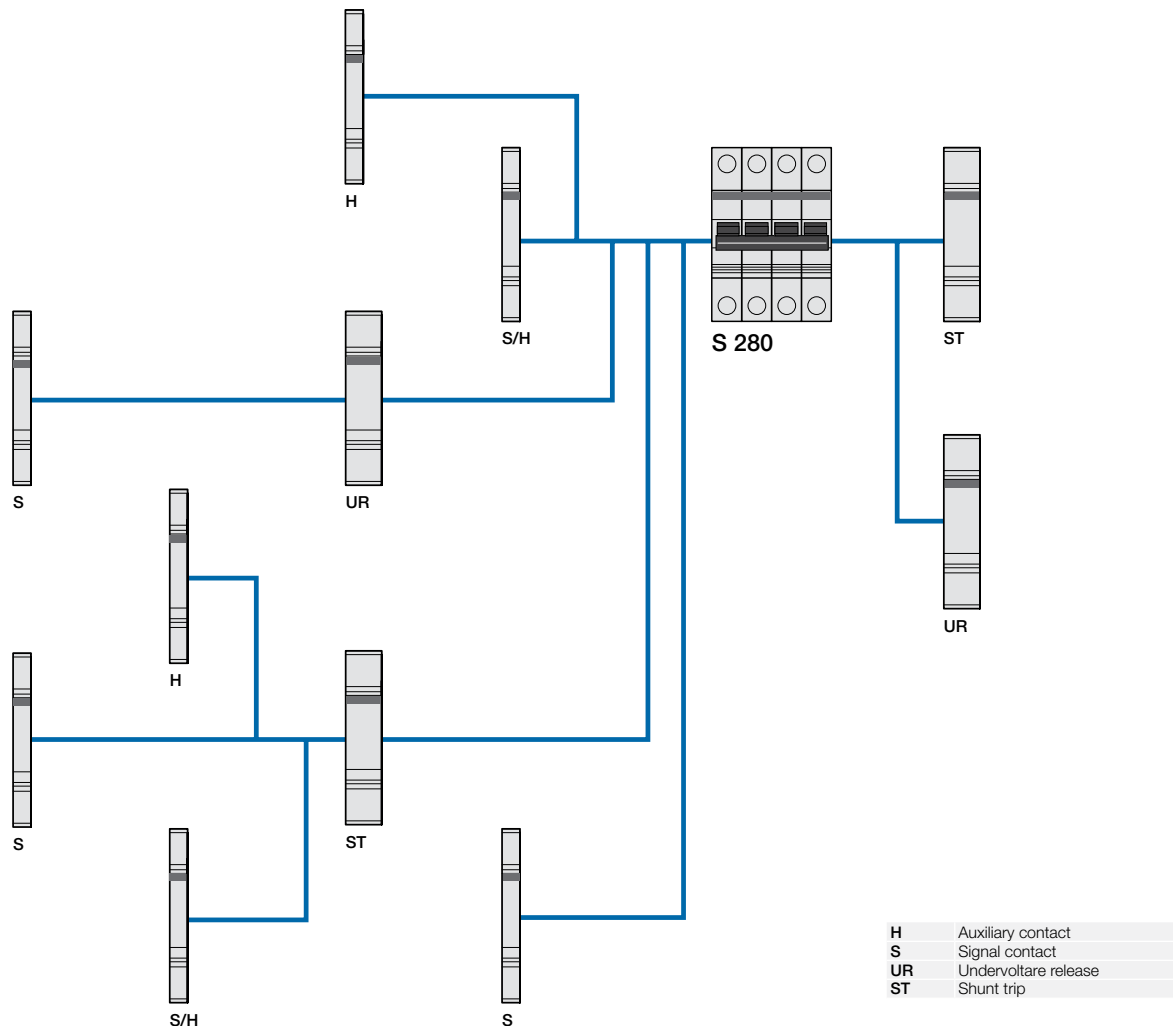 H
S/H
S 280
ST
S
UR
H
UR
S
ST
S/H
S
H Auxiliary contact
S Signal contact
UR Undervoltare release
ST Shunt trip